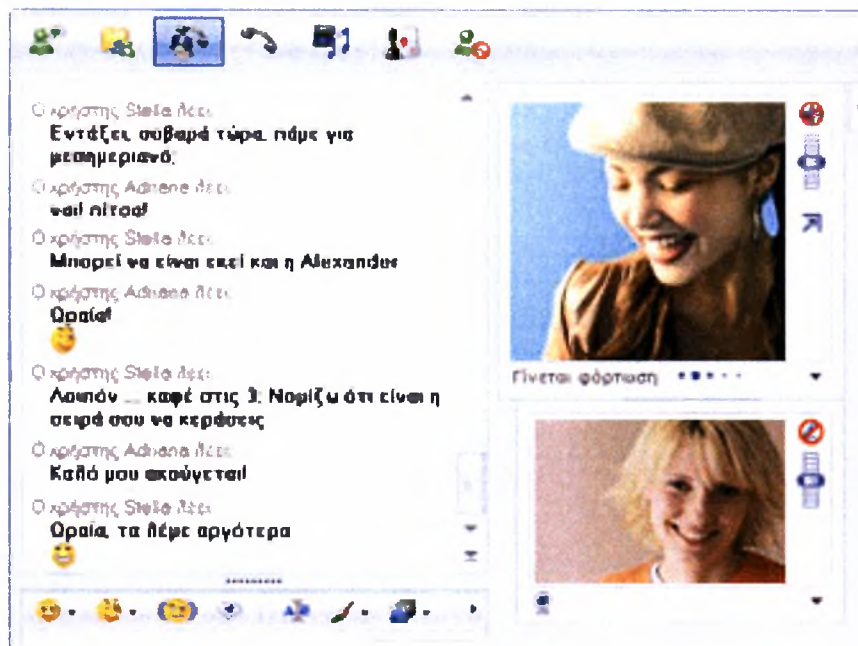 Ο χρήστης Stella λέει:
Εντάξει, σοβαρά τώρα, πάμε για
μεσημεριανό;
Ο χρήστης Adriana λέει:
ναι! πίτσα!
Ο χρήστης Stella λέει:
Μπορεί να είναι εκεί και η Alexander
Ο χρήστης Adriana λέει:
Ωραία!
Ο χρήστης Stella λέει:
Λοιπόν ... καφέ στις 3; Νομίζω ότι είναι η
σειρά σου να κεράσεις
Ο χρήστης Adriana λέει:
Καλό μου ακούγεται!
Ο χρήστης Stella λέει:
Ωραία, τα λέμε αργότερα
Γίνεται φόρτωση